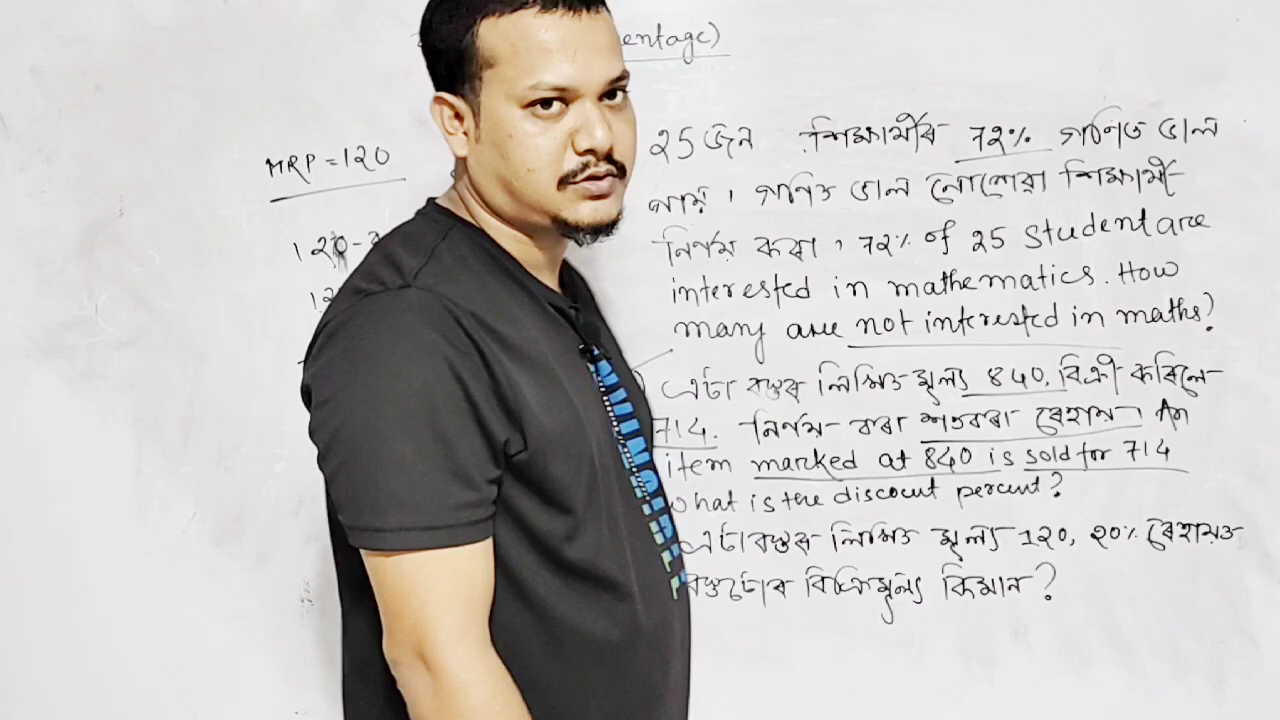 entage)
MRP = 120
25 জন শিক্ষাৰ্থীৰ 72% গণিত ভাল
পায়। গণিত ভাল নোপোৱা শিক্ষাৰ্থী
নিৰ্ণয় কৰা। 72% of 25 student are
interested in mathematics. How
many are not interested in maths?
এটা বস্তুৰ লিখিত মূল্য 840, বিক্ৰী কৰিলে
714. নিৰ্ণয় কৰা শতকৰা ৰেহাই। An
item marked at 840 is sold for 714
what is the discout percent?
এটা বস্তুৰ লিখিত মূল্য 120, 20% ৰেহাইত
বস্তুটোৰ বিক্ৰিমূল্য কিমান?